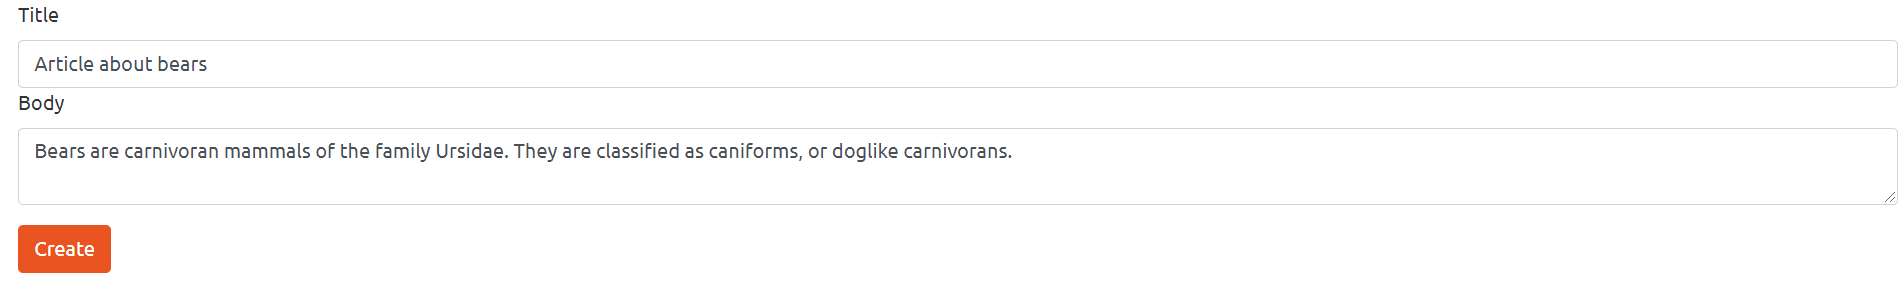 Title
Article about bears
Body
Bears are carnivoran mammals of the family Ursidae. They are classified as caniforms, or doglike carnivorans.
Create